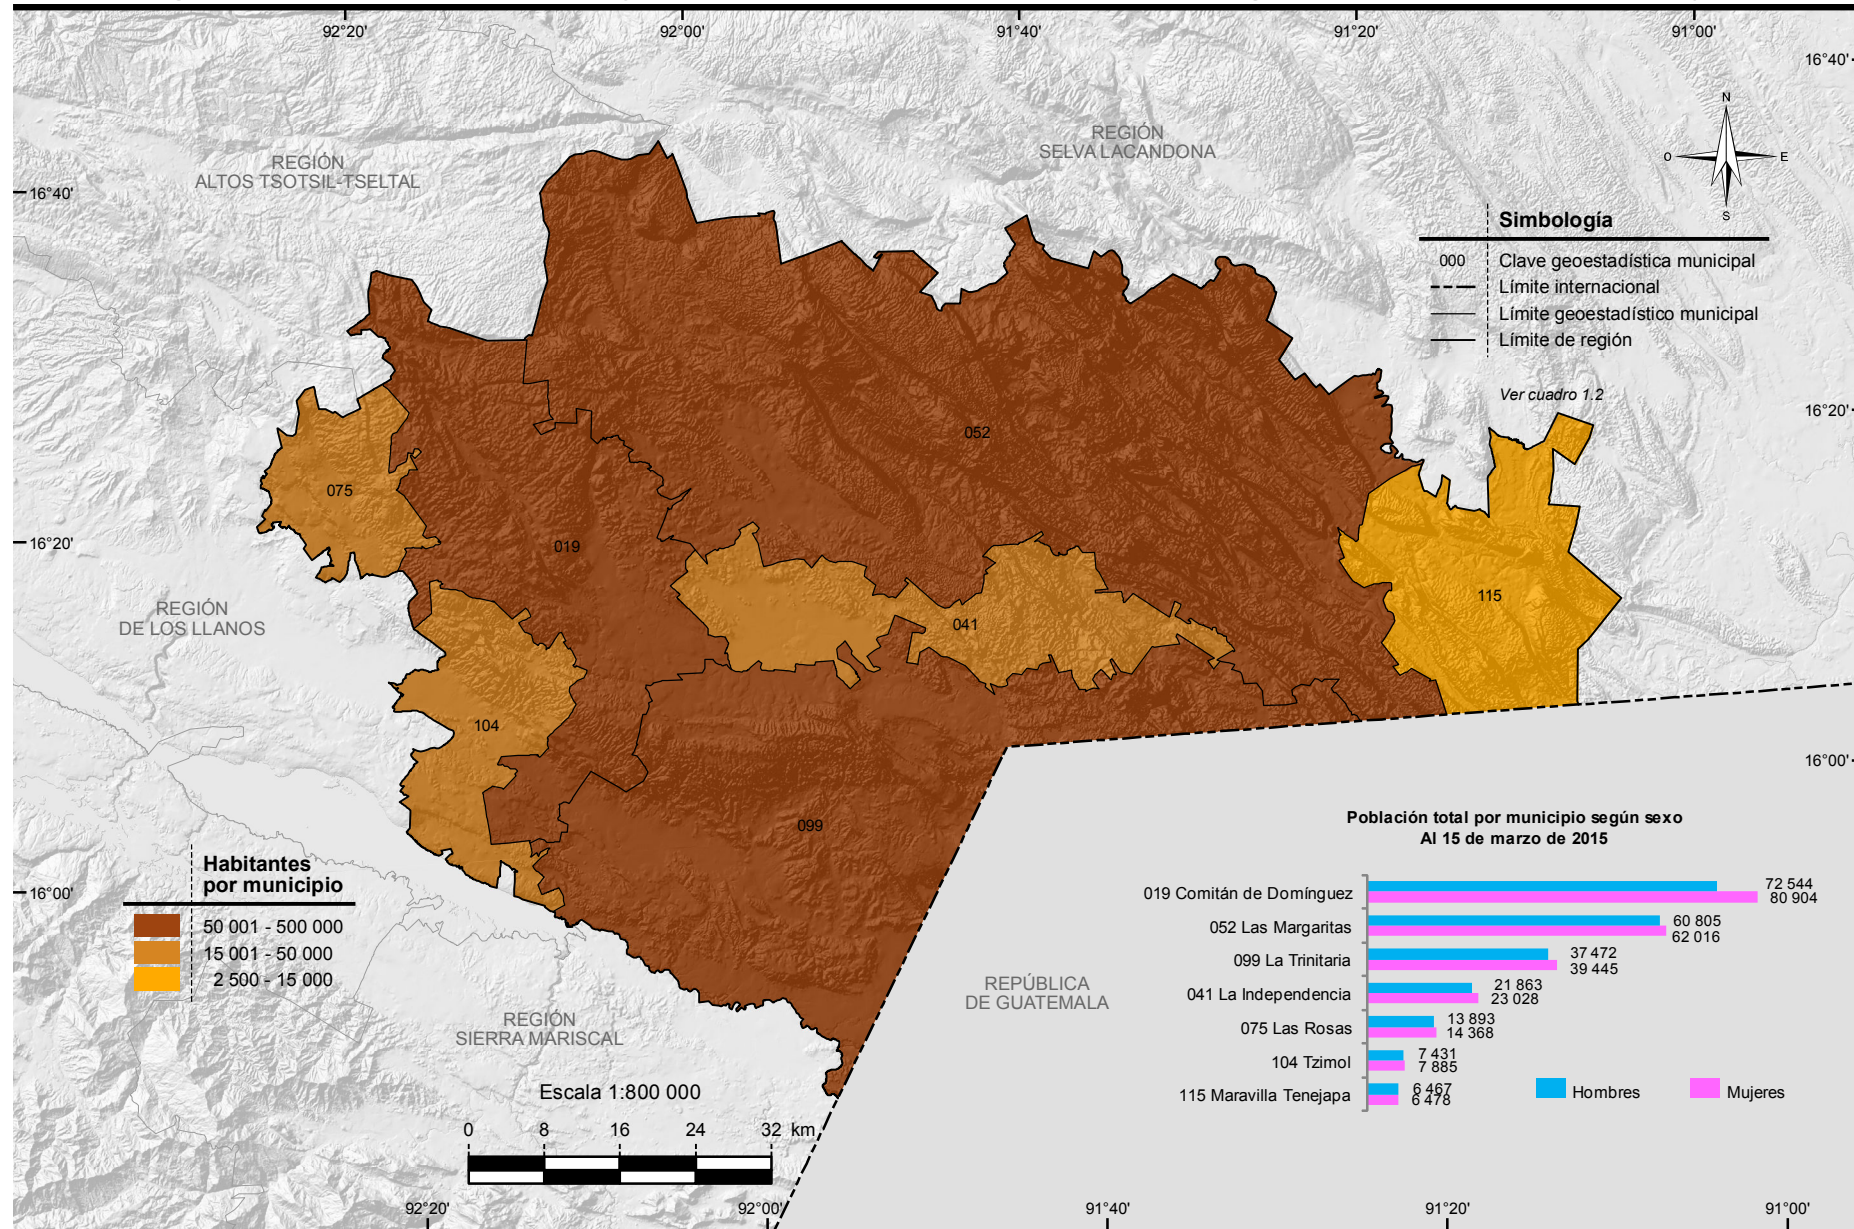 92°20'
92°00'
91°40'
91°20'
91°00'
16°40'
N
O
E
S
REGIÓN
SELVA LACANDONA
REGIÓN
ALTOS TSOTSIL-TSELTAL
16°40'
Simbología
000 Clave geoestadística municipal
Límite internacional
Límite geoestadístico municipal
Límite de región
Ver cuadro 1.2
16°20'
052
075
019
16°20'
115
REGIÓN
DE LOS LLANOS
041
104
16°00'
099
Habitantes
por municipio
50 001 - 500 000
15 001 - 50 000
2 500 - 15 000
16°00'
Población total por municipio según sexo
Al 15 de marzo de 2015
019 Comitán de Domínguez 72 544
80 904
052 Las Margaritas 60 805
62 016
099 La Trinitaria 37 472
39 445
041 La Independencia 21 863
23 028
075 Las Rosas 13 893
14 368
104 Tzimol 7 431
7 885
115 Maravilla Tenejapa 6 467
6 478
Hombres
Mujeres
REPÚBLICA
DE GUATEMALA
REGIÓN
SIERRA MARISCAL
Escala 1:800 000
0 8 16 24 32 km
92°20'
92°00'
91°40'
91°20'
91°00'